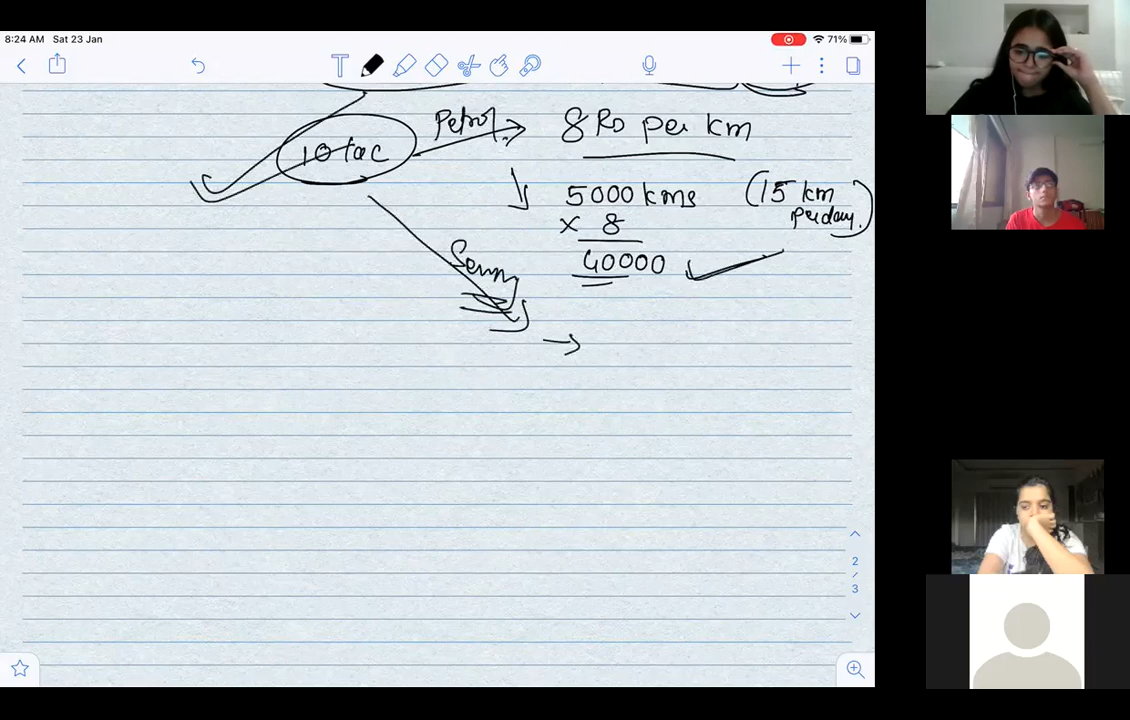 8:24 AM Sat 23 Jan
71%
Petrol
8 Rs per km
10 lac
5000 kms
(15 km
per day)
x 8
40000
2
/
3